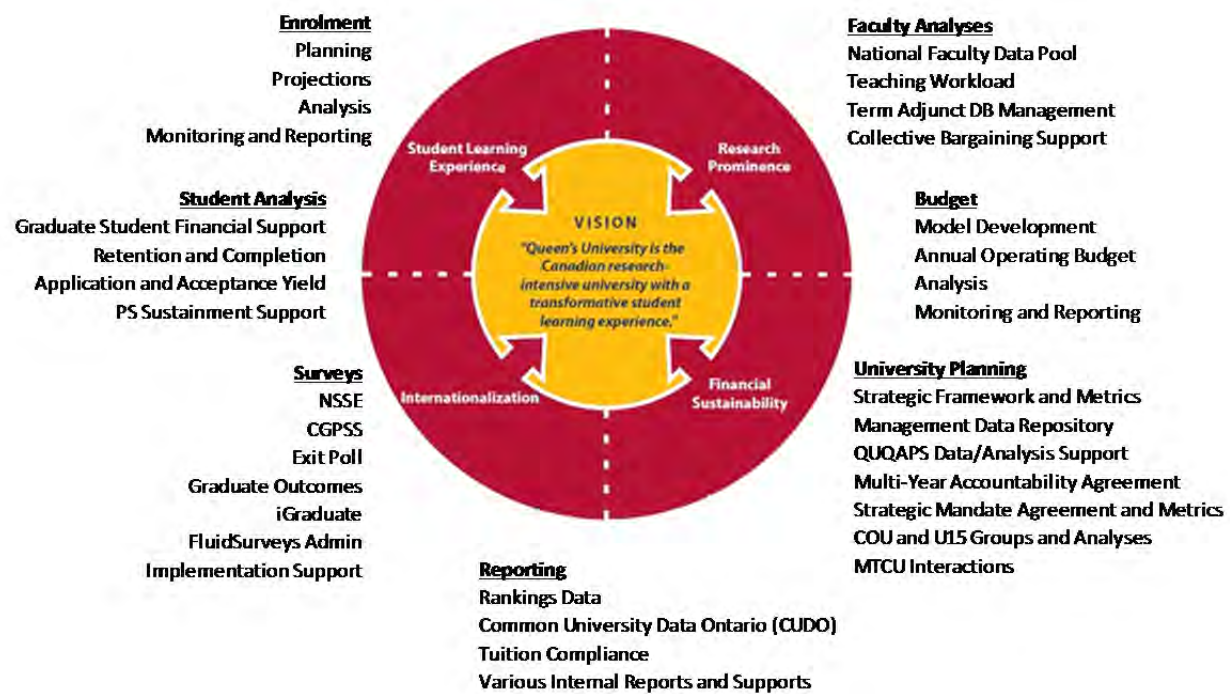 Enrolment
Planning
Projections
Analysis
Monitoring and Reporting
Student Analysis
Graduate Student Financial Support
Retention and Completion
Application and Acceptance Yield
PS Sustainment Support
Surveys
NSSE
CGPSS
Exit Poll
Graduate Outcomes
iGraduate
FluidSurveys Admin
Implementation Support
Student Learning
Experience
Research
Prominence
VISION
"Queen's University is the
Canadian research-
intensive university with a
transformative student
learning experience."
Internationalization
Financial
Sustainability
Faculty Analyses
National Faculty Data Pool
Teaching Workload
Term Adjunct DB Management
Collective Bargaining Support
Budget
Model Development
Annual Operating Budget
Analysis
Monitoring and Reporting
University Planning
Strategic Framework and Metrics
Management Data Repository
QUQAPS Data/Analysis Support
Multi-Year Accountability Agreement
Strategic Mandate Agreement and Metrics
COU and U15 Groups and Analyses
MTCU Interactions
Reporting
Rankings Data
Common University Data Ontario (CUDO)
Tuition Compliance
Various Internal Reports and Supports